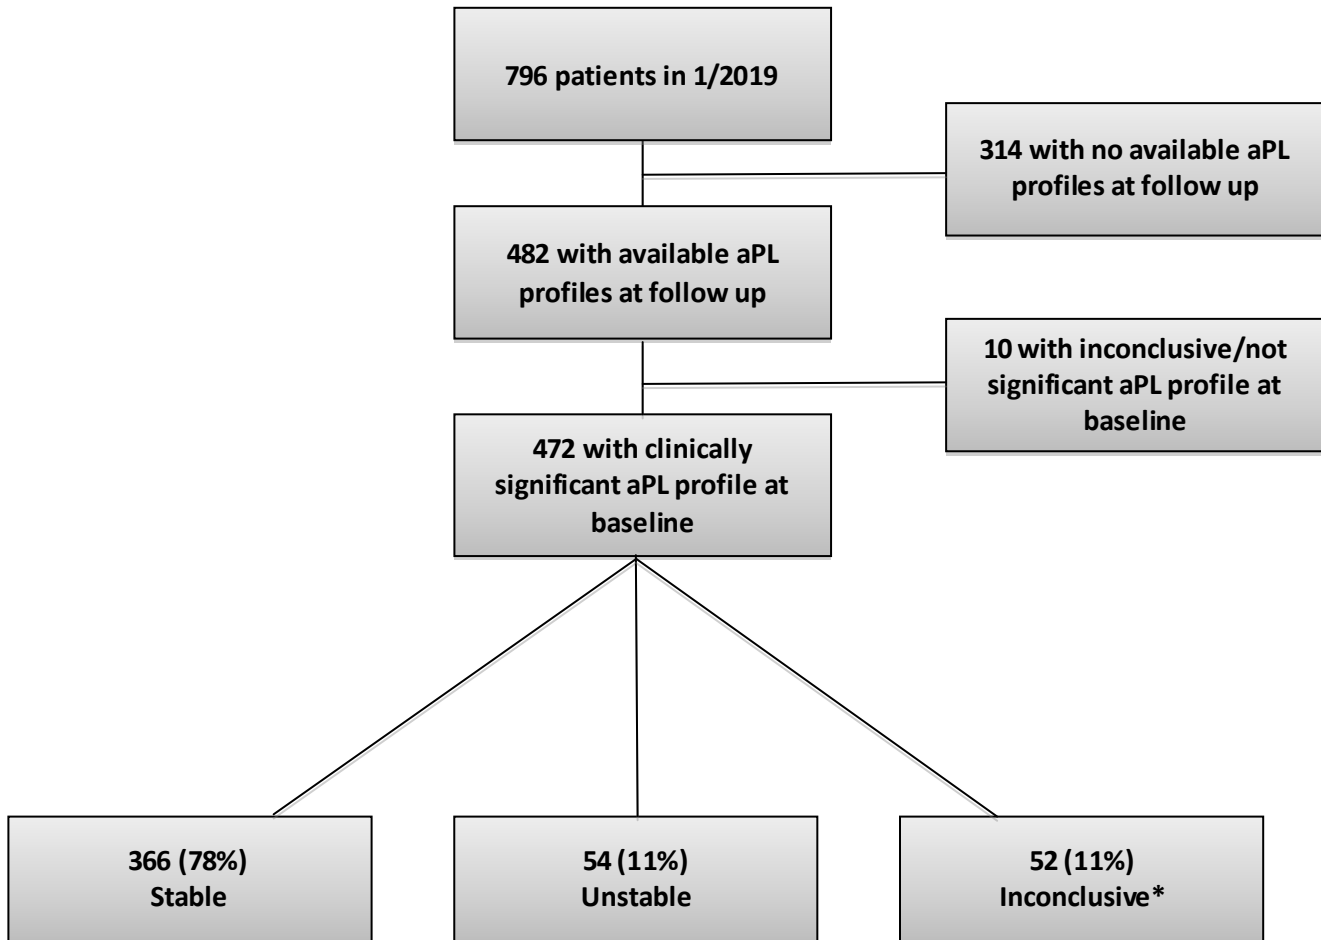 796 patients in 1/2019
314 with no available aPL
profiles at follow up
482 with available aPL
profiles at follow up
10 with inconclusive/not
significant aPL profile at
baseline
472 with clinically
significant aPL profile at
baseline
366 (78%)
Stable
54 (11%)
Unstable
52 (11%)
Inconclusive*